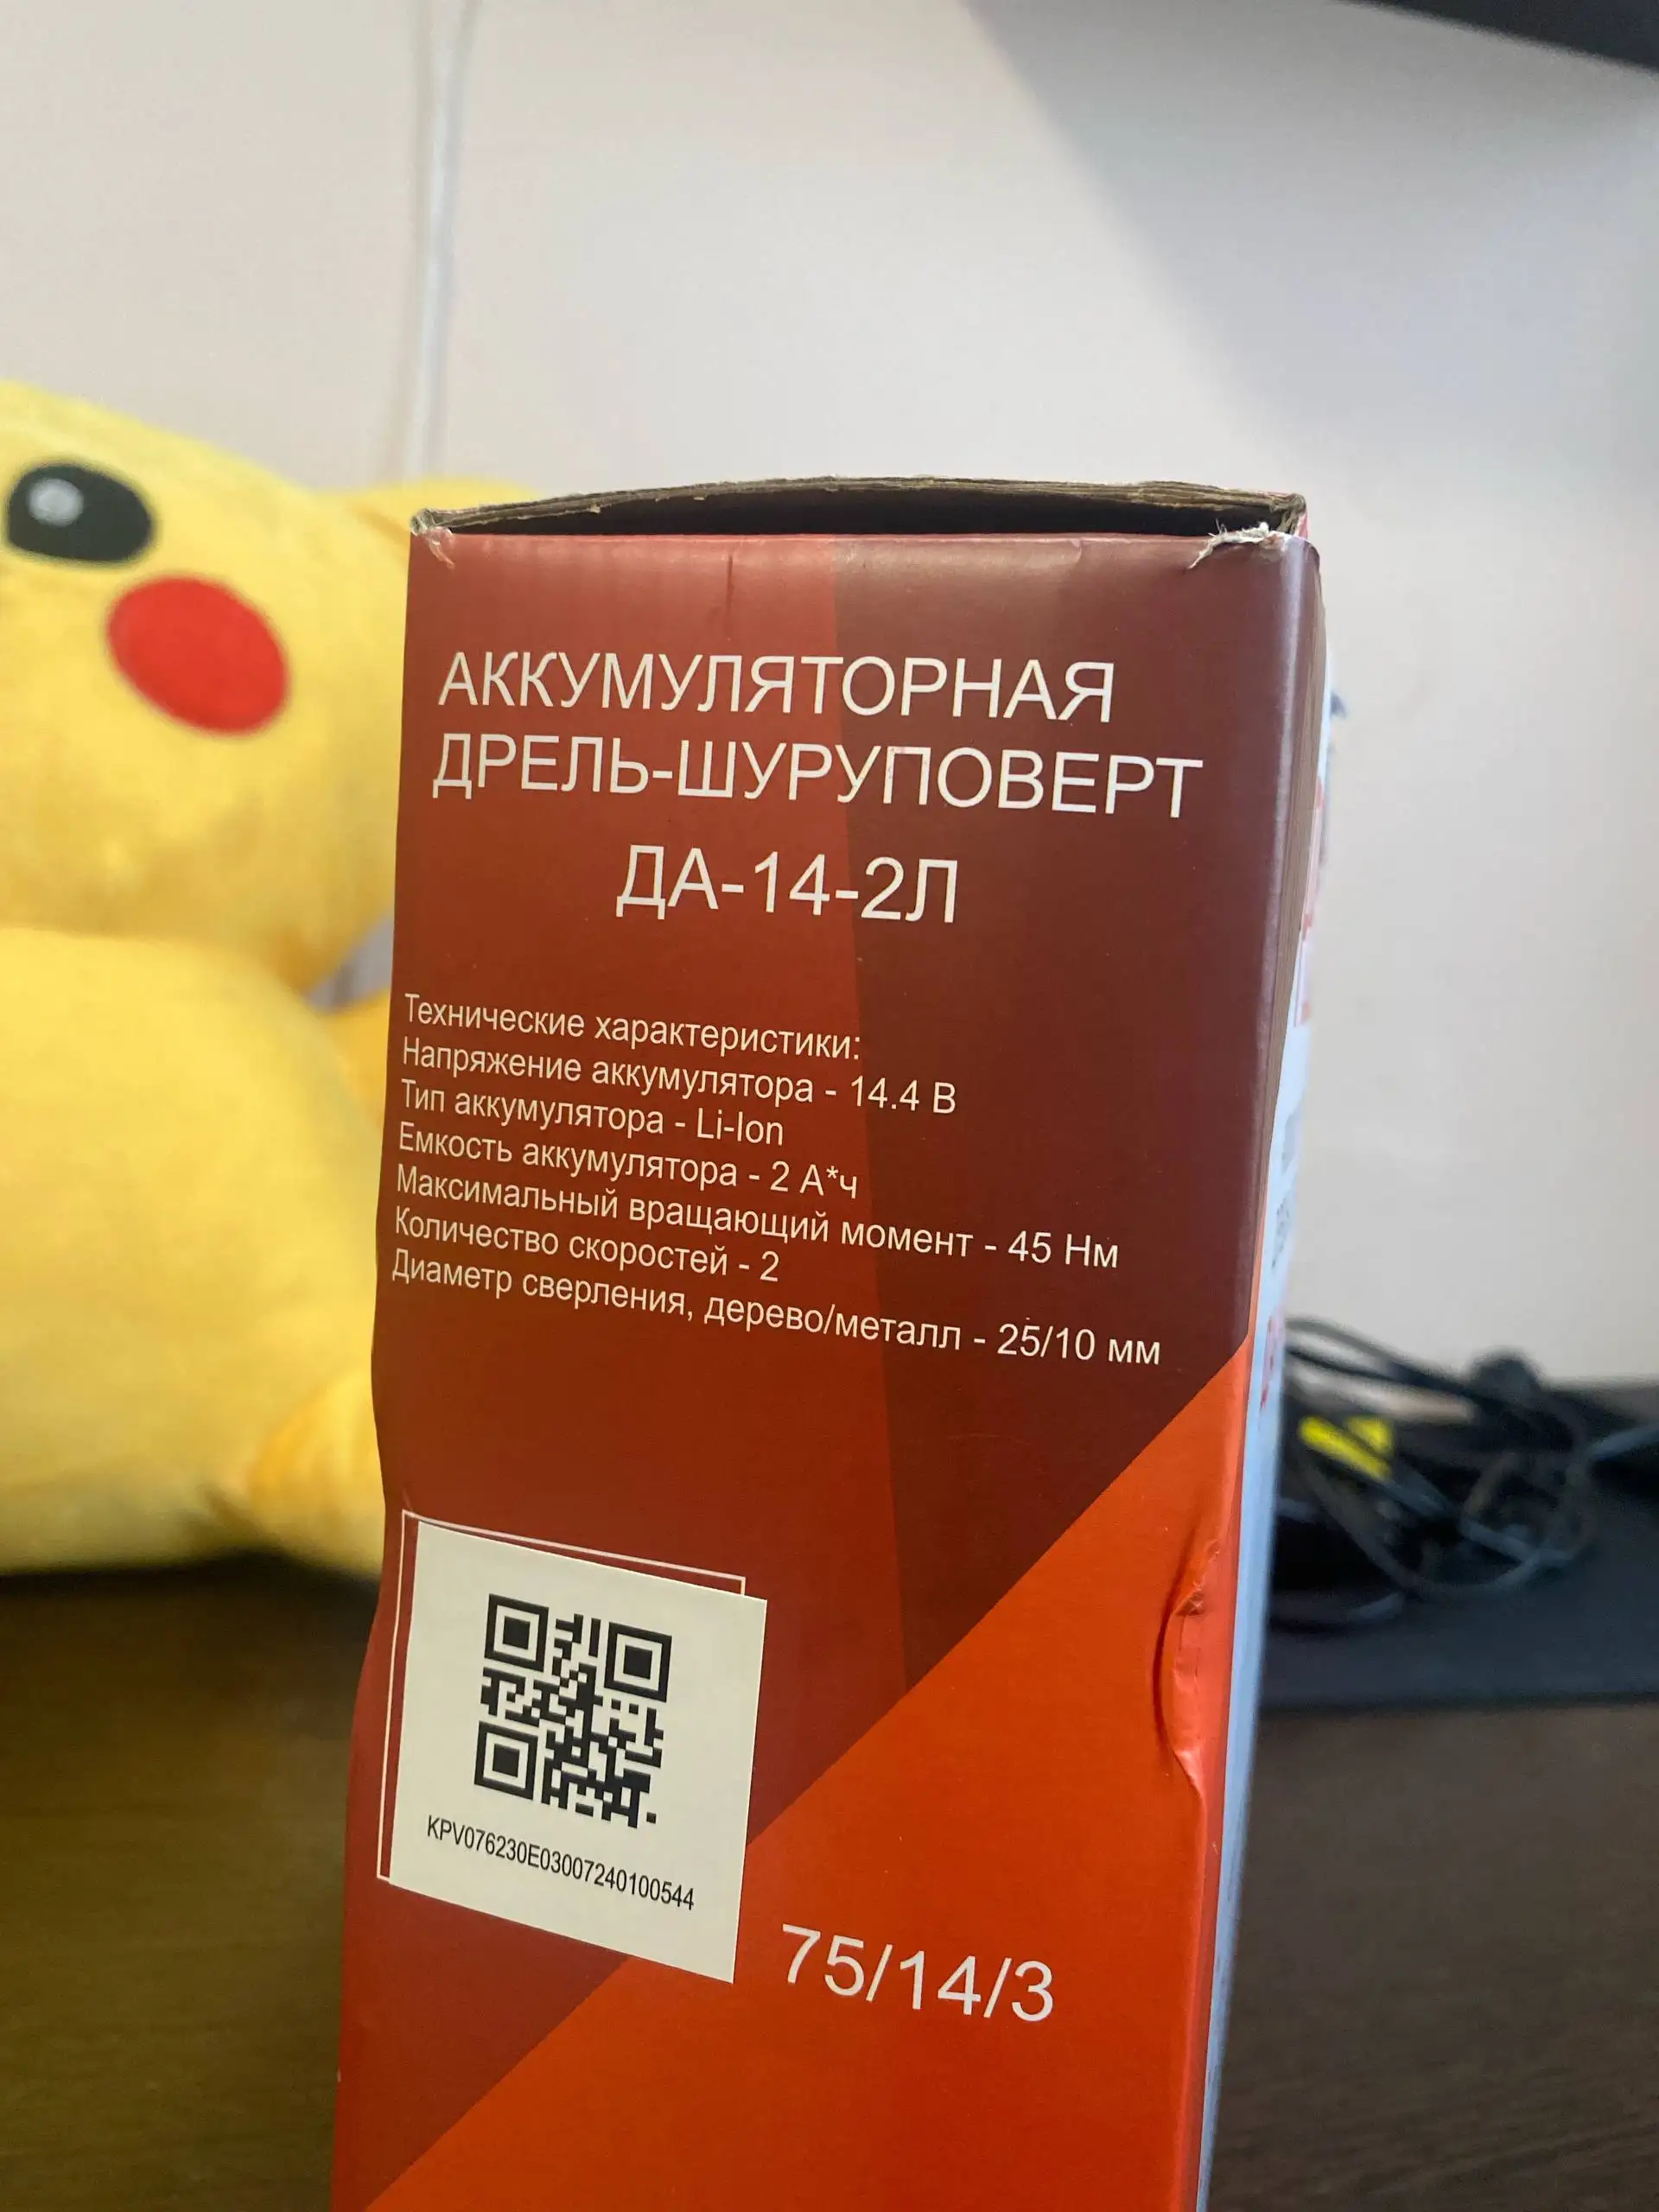 АККУМУЛЯТОРНАЯ
ДРЕЛЬ-ШУРУПОВЕРТ
ДА-14-2Л
Технические характеристики:
Напряжение аккумулятора - 14.4 В
Тип аккумулятора - Li-Ion
Емкость аккумулятора - 2 А*ч
Максимальный вращающий момент - 45 Нм
Количество скоростей - 2
Диаметр сверления, дерево/металл - 25/10 мм
KPV076230E03007240100544
75/14/3